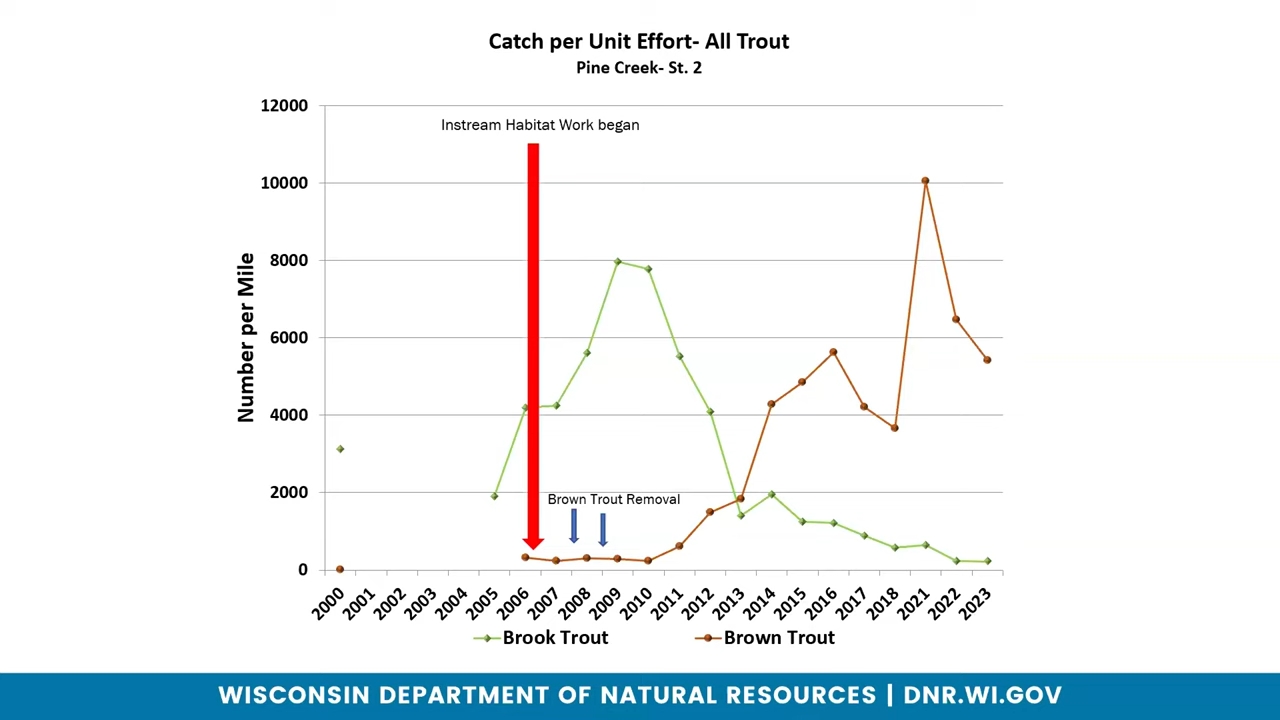 Catch per Unit Effort- All Trout
Pine Creek- St. 2
12000
10000
8000
6000
4000
2000
0
Number per Mile
Instream Habitat Work began
Brown Trout Removal
2000 2001 2002 2003 2004 2005 2006 2007 2008 2009 2010 2011 2012 2013 2014 2015 2016 2017 2018 2021 2022 2023
Brook Trout Brown Trout
WISCONSIN DEPARTMENT OF NATURAL RESOURCES | DNR.WI.GOV